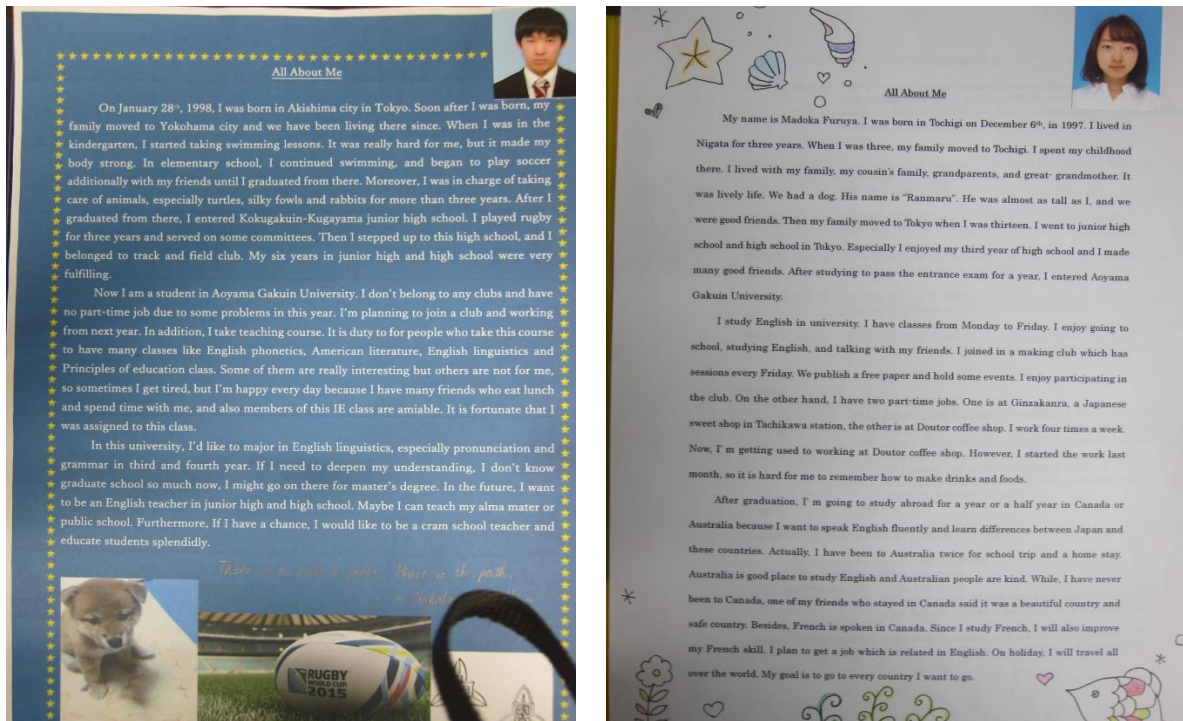 All About Me
On January 28th, 1998, I was born in Akishima city in Tokyo. Soon after I was born, my
family moved to Yokohama city and we have been living there since. When I was in the
kindergarten, I started taking swimming lessons. It was really hard for me, but it made my
body strong. In elementary school, I continued swimming, and began to play soccer
additionally with my friends until I graduated from there. Moreover, I was in charge of taking
care of animals, especially turtles, silky fowls and rabbits for more than three years. After I
graduated from there, I entered Kokugakuin-Kugayama junior high school. I played rugby
for three years and served on some committees. Then I stepped up to this high school, and I
belonged to track and field club. My six years in junior high and high school were very
fulfilling.
Now I am a student in Aoyama Gakuin University. I don't belong to any clubs and have
no part-time job due to some problems in this year. I'm planning to join a club and working
from next year. In addition, I take teaching course. It is duty to for people who take this course
to have many classes like English phonetics, American literature, English linguistics and
Principles of education class. Some of them are really interesting but others are not for me,
so sometimes I get tired, but I'm happy every day because I have many friends who eat lunch
and spend time with me, and also members of this IE class are amiable. It is fortunate that I
was assigned to this class.
In this university, I'd like to major in English linguistics, especially pronunciation and
grammar in third and fourth year. If I need to deepen my understanding, I don't know
graduate school so much now, I might go on there for master's degree. In the future, I want
to be an English teacher in junior high and high school. Maybe I can teach my alma mater or
public school. Furthermore, If I have a chance, I would like to be a cram school teacher and
educate students splendidly.
There is no to peace. Peace is the path.
RUGBY
WORLD CUP
2015
All About Me
My name is Madoka Furuya. I was born in Tochigi on December 6th, in 1997. I lived in
Nigata for three years. When I was three, my family moved to Tochigi. I spent my childhood
there. I lived with my family, my cousin's family, grandparents, and great- grandmother. It
was lively life. We had a dog. His name is "Ranmaru". He was almost as tall as I, and we
were good friends. Then my family moved to Tokyo when I was thirteen. I went to junior high
school and high school in Tokyo. Especially I enjoyed my third year of high school and I made
many good friends. After studying to pass the entrance exam for a year, I entered Aoyama
Gakuin University.
I study English in university. I have classes from Monday to Friday. I enjoy going to
school, studying English, and talking with my friends. I joined in a making club which has
sessions every Friday. We publish a free paper and hold some events. I enjoy participating in
the club. On the other hand, I have two part-time jobs. One is at Ginzakanra, a Japanese
sweet shop in Tachikawa station, the other is at Doutor coffee shop. I work four times a week.
Now, I' m getting used to working at Doutor coffee shop. However, I started the work last
month, so it is hard for me to remember how to make drinks and foods.
After graduation, I' m going to study abroad for a year or a half year in Canada or
Australia because I want to speak English fluently and learn differences between Japan and
these countries. Actually, I have been to Australia twice for school trip and a home stay.
Australia is good place to study English and Australian people are kind. While, I have never
been to Canada, one of my friends who stayed in Canada said it was a beautiful country and
safe country. Besides, French is spoken in Canada. Since I study French, I will also improve
my French skill. I plan to get a job which is related in English. On holiday, I will travel all
over the world. My goal is to go to every country I want to go.